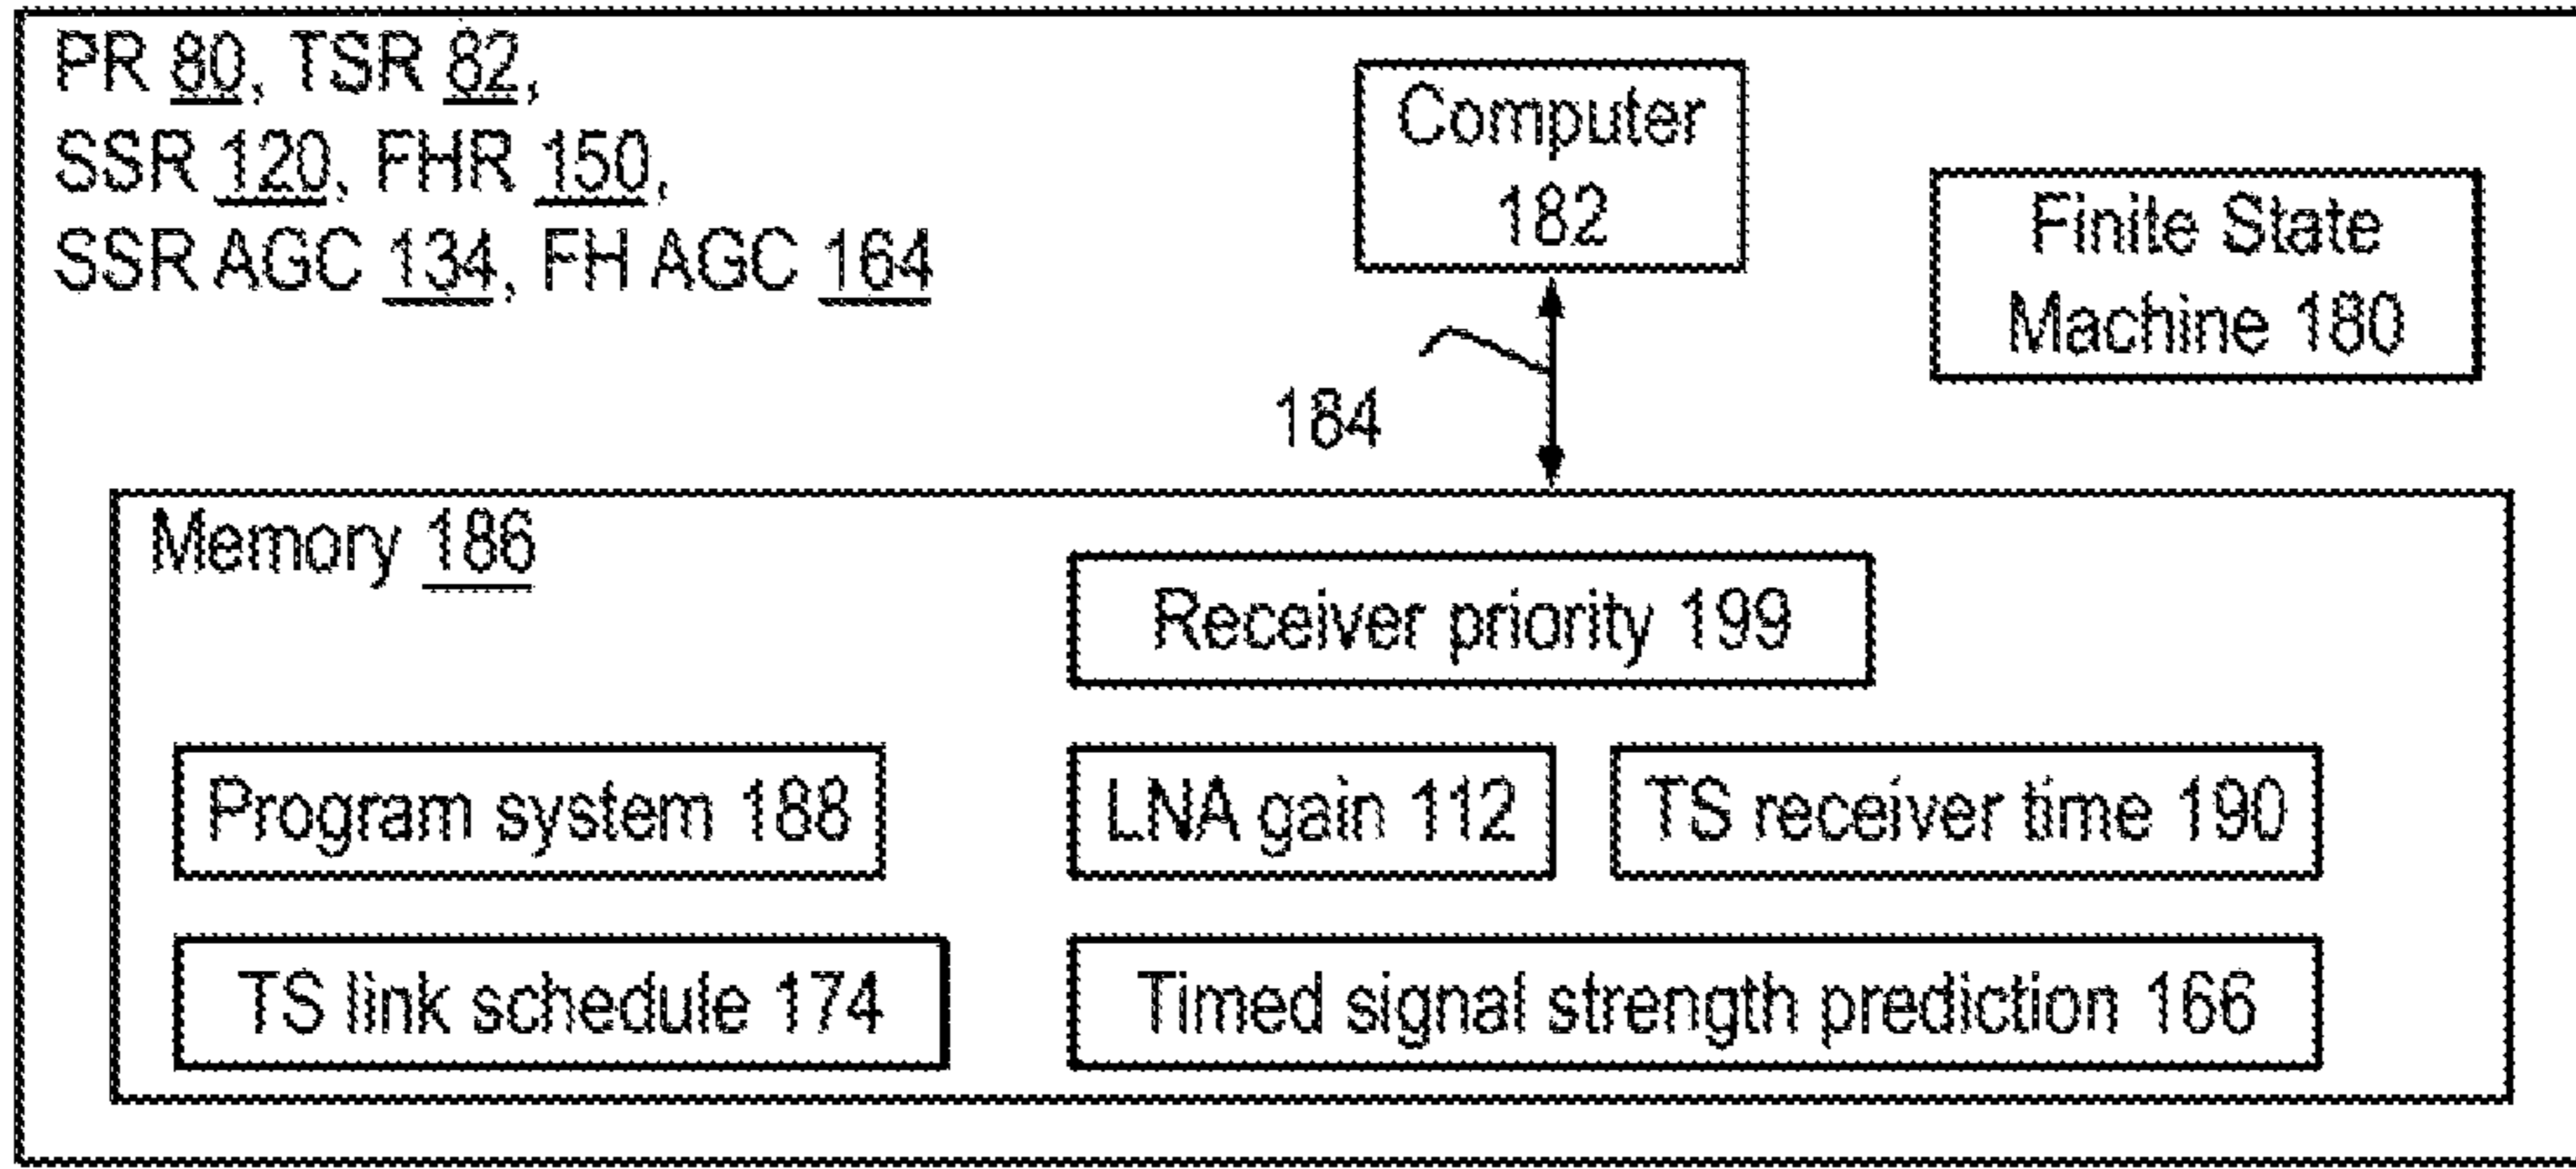 PR 80, TSR 82,
SSR 120, FHR 150,
SSR AGC 134, FH AGC 164
Computer
182
Finite State
Machine 180
184
Memory 186
Receiver priority 199
Program system 188
LNA gain 112
TS receiver time 190
TS link schedule 174
Timed signal strength prediction 166